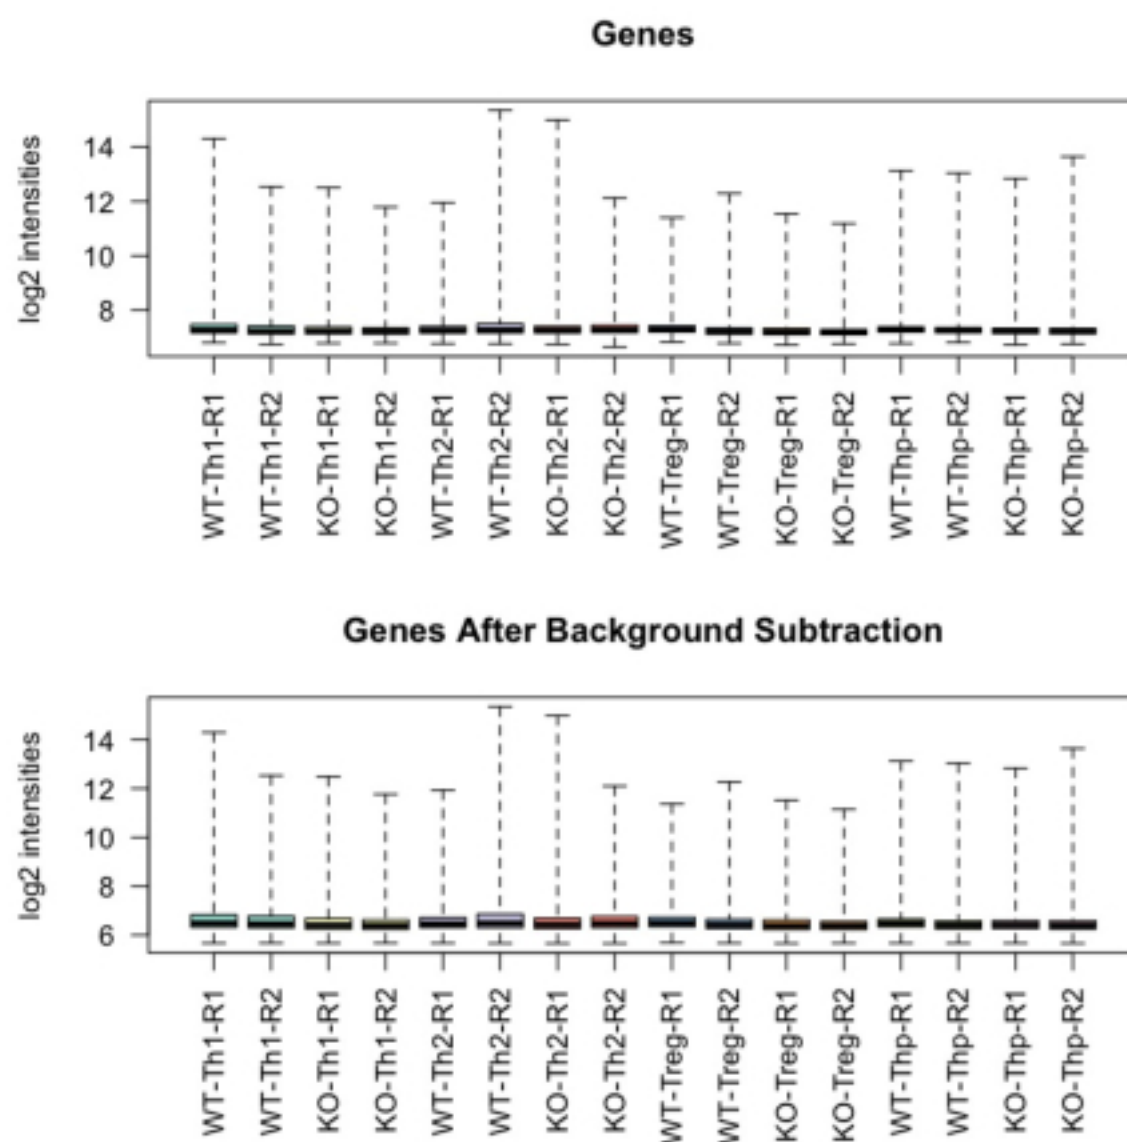 Genes
log2 intensities
14
12
10
8
WT-Th1-R1
WT-Th1-R2
KO-Th1-R1
KO-Th1-R2
WT-Th2-R1
WT-Th2-R2
KO-Th2-R1
KO-Th2-R2
WT-Treg-R1
WT-Treg-R2
KO-Treg-R1
KO-Treg-R2
WT-Thp-R1
WT-Thp-R2
KO-Thp-R1
KO-Thp-R2
Genes After Background Subtraction
log2 intensities
14
12
10
8
6
WT-Th1-R1
WT-Th1-R2
KO-Th1-R1
KO-Th1-R2
WT-Th2-R1
WT-Th2-R2
KO-Th2-R1
KO-Th2-R2
WT-Treg-R1
WT-Treg-R2
KO-Treg-R1
KO-Treg-R2
WT-Thp-R1
WT-Thp-R2
KO-Thp-R1
KO-Thp-R2